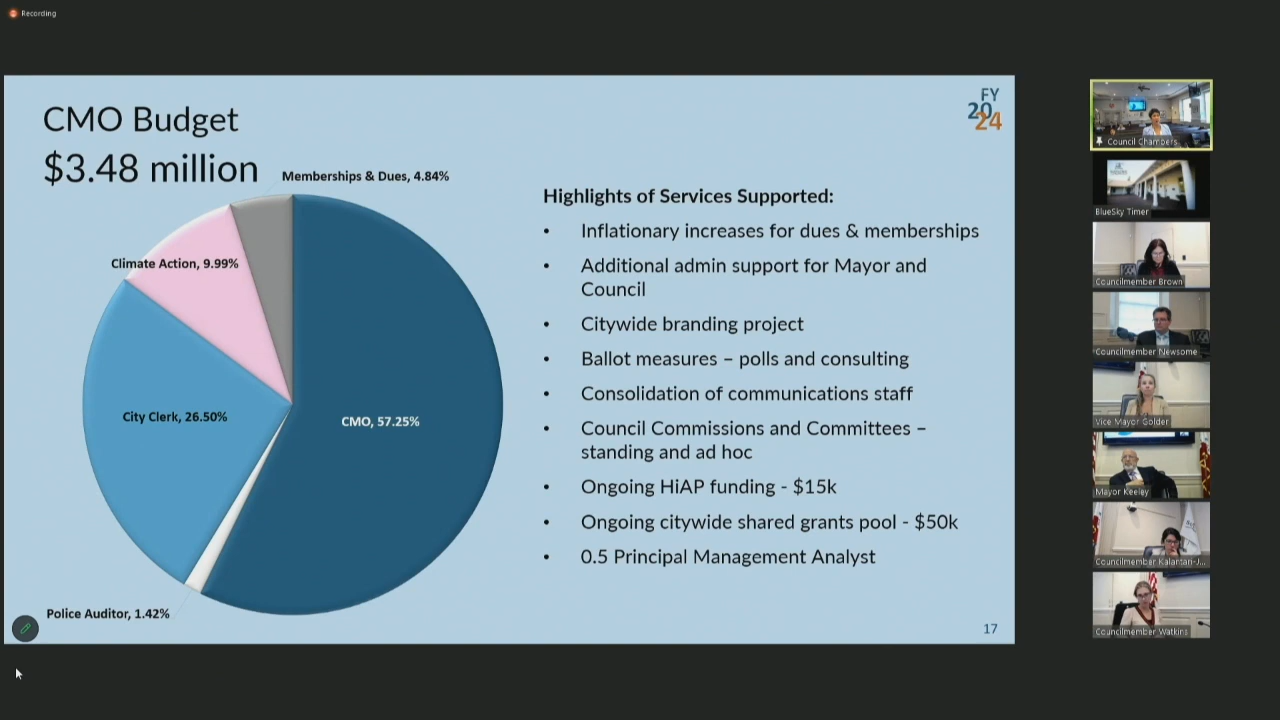 Recording
CMO Budget
$3.48 million
FY
20
24
Memberships & Dues, 4.84%
Climate Action, 9.99%
City Clerk, 26.50%
CMO, 57.25%
Police Auditor, 1.42%
Highlights of Services Supported:
• Inflationary increases for dues & memberships
• Additional admin support for Mayor and
Council
• Citywide branding project
• Ballot measures – polls and consulting
• Consolidation of communications staff
• Council Commissions and Committees –
standing and ad hoc
• Ongoing HiAP funding - $15k
• Ongoing citywide shared grants pool - $50k
• 0.5 Principal Management Analyst
17
Council Chambers
BlueSky Timer
Councilmember Brown
Councilmember Newsome
Vice Mayor Golder
Mayor Keeley
Councilmember Kalantari-J...
Councilmember Watkins